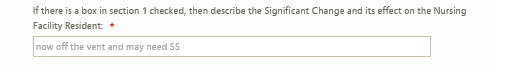 If there is a box in section 1 checked, then describe the Significant Change and its effect on the Nursing
Facility Resident: *
now off the vent and may need SS